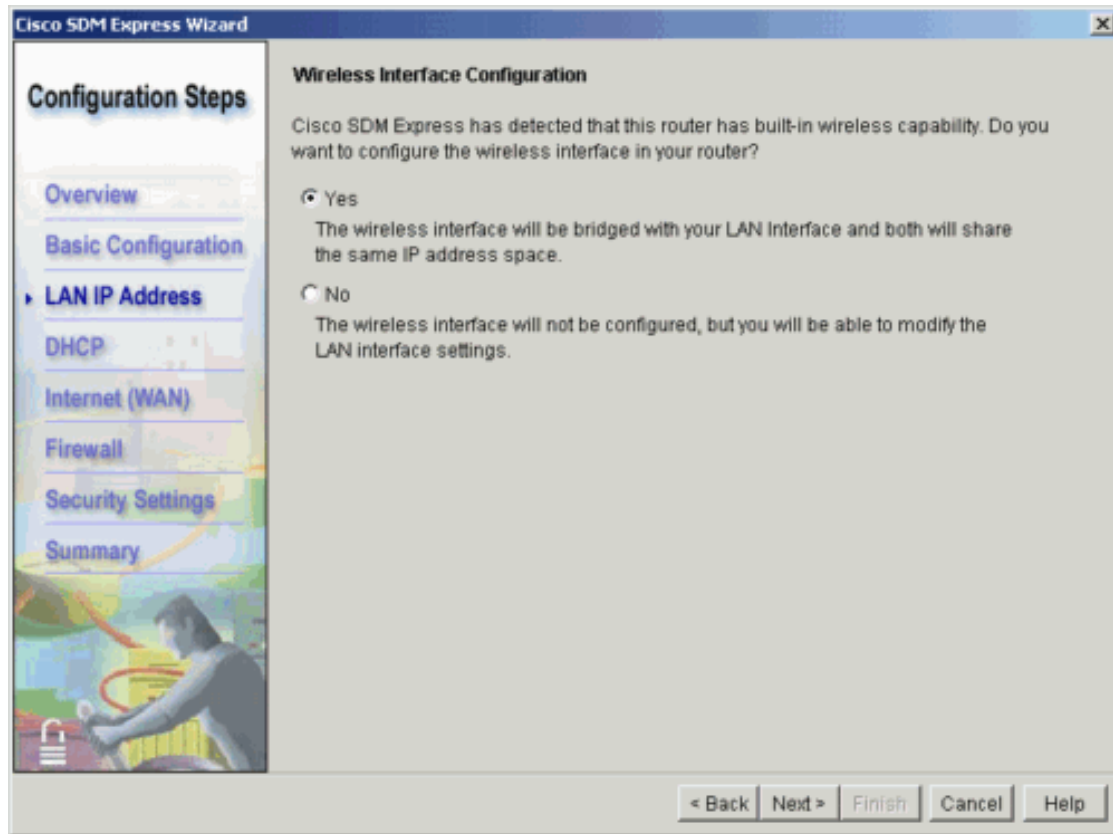 Cisco SDM Express Wizard
Configuration Steps
Overview
Basic Configuration
LAN IP Address
DHCP
Internet (WAN)
Firewall
Security Settings
Summary
Wireless Interface Configuration
Cisco SDM Express has detected that this router has built-in wireless capability. Do you
want to configure the wireless interface in your router?
Yes
The wireless interface will be bridged with your LAN Interface and both will share
the same IP address space.
No
The wireless interface will not be configured, but you will be able to modify the
LAN interface settings.
< Back Next > Finish Cancel Help